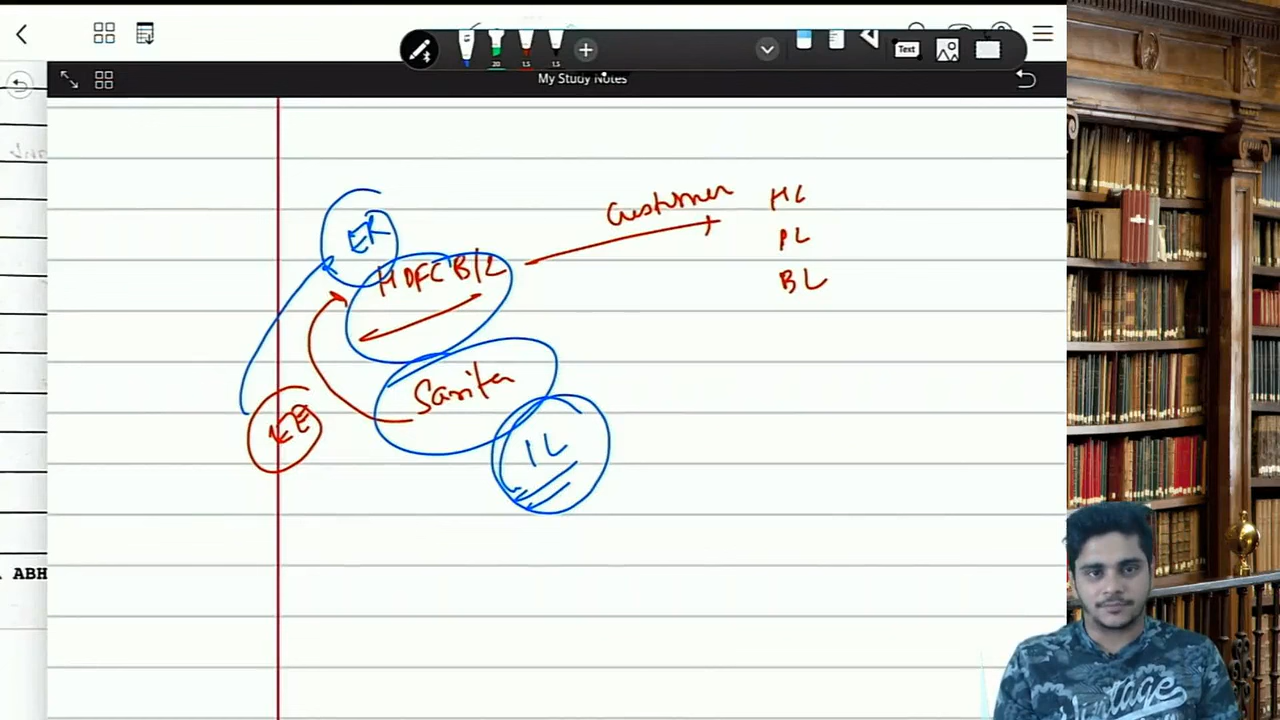 Text
My Study Notes
Customer
HL
PL
BL
ER
HDFC B/L
Sarita
EE
IL
ABH